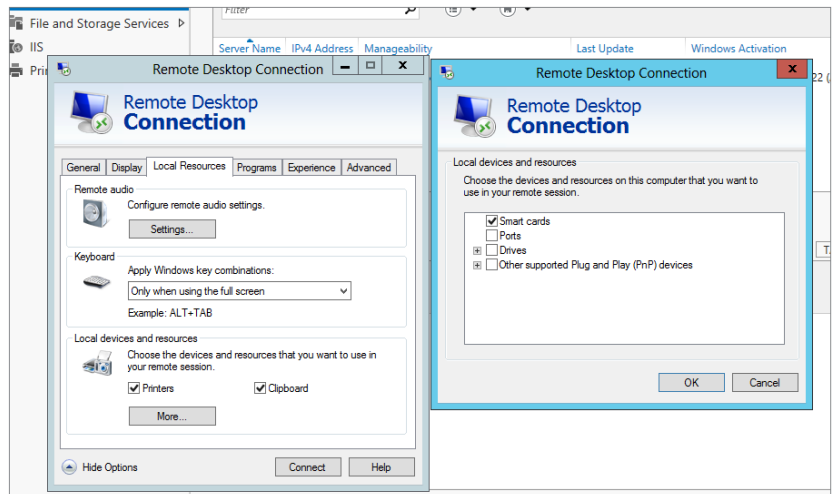 Filter
File and Storage Services
IIS
Server Name IPv4 Address Manageability Last Update Windows Activation
Remote Desktop Connection
Remote Desktop
Connection
General Display Local Resources Programs Experience Advanced
Remote audio
Configure remote audio settings.
Settings...
Keyboard
Apply Windows key combinations:
Only when using the full screen
Example: ALT+TAB
Local devices and resources
Choose the devices and resources that you want to use in
your remote session.
Printers Clipboard
More...
Hide Options Connect Help
Remote Desktop Connection
Remote Desktop
Connection
Local devices and resources
Choose the devices and resources on this computer that you want to
use in your remote session.
Smart cards
Ports
Drives
Other supported Plug and Play (PnP) devices
OK Cancel